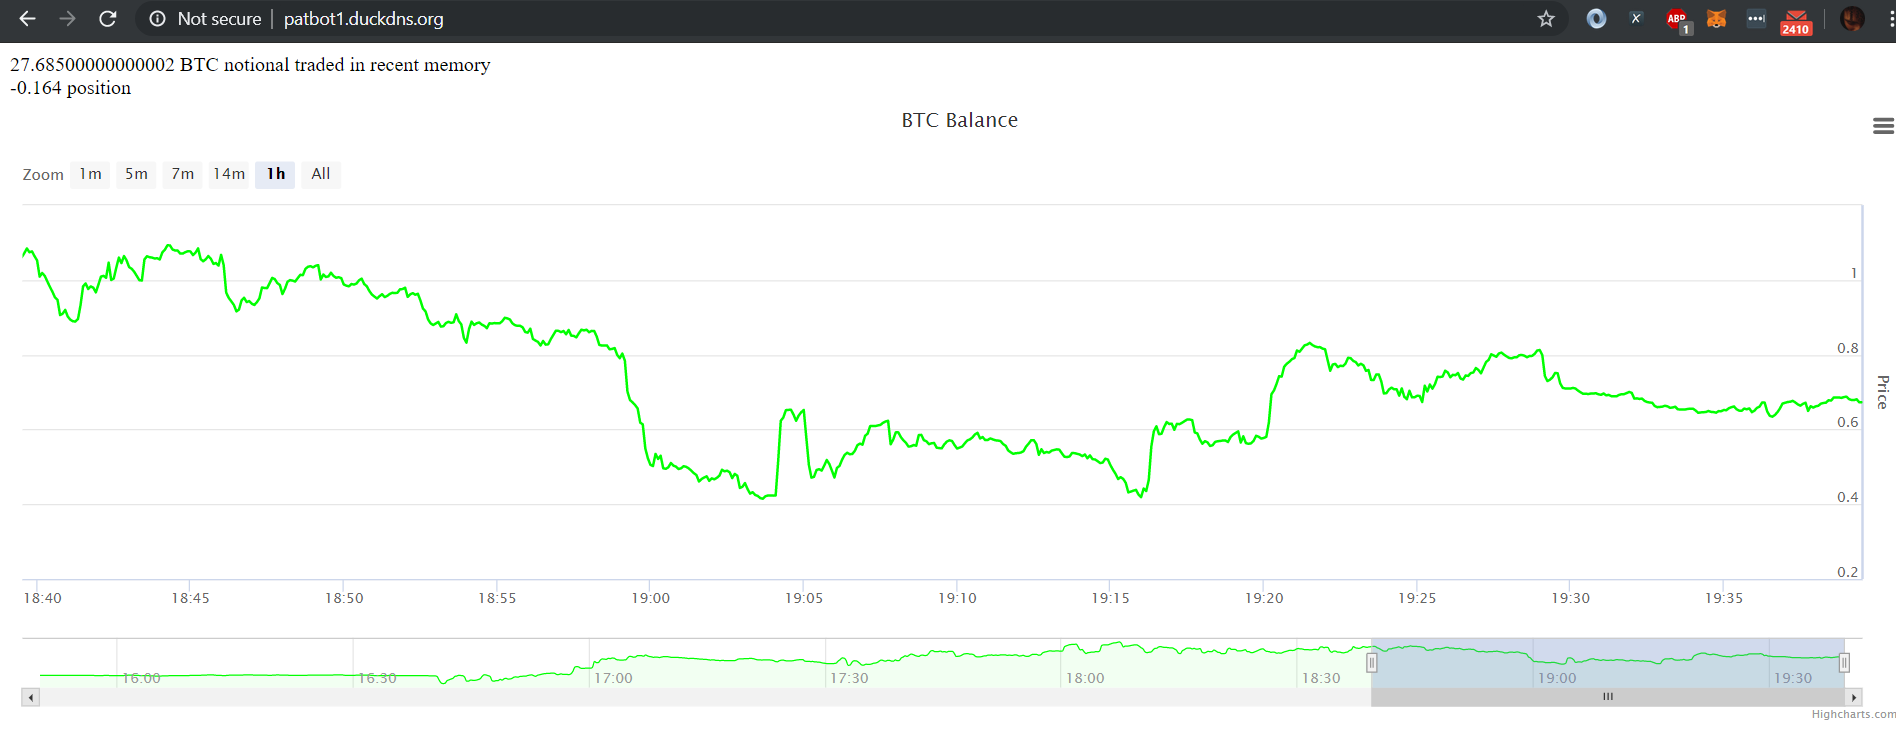 Not secure | patbot1.duckdns.org
ABP 1 2410
27.68500000000002 BTC notional traded in recent memory
-0.164 position
BTC Balance
Zoom 1m 5m 7m 14m 1h All
1
0.8
Price
0.6
0.4
0.2
18:40 18:45 18:50 18:55 19:00 19:05 19:10 19:15 19:20 19:25 19:30 19:35
16:00 16:30 17:00 17:30 18:00 18:30 19:00 19:30
Highcharts.com